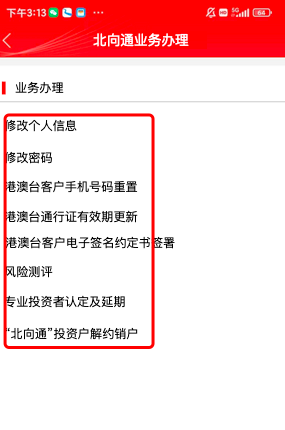 下午3:13
5G
64
北向通业务办理
业务办理
修改个人信息
修改密码
港澳台客户手机号码重置
港澳台通行证有效期更新
港澳台客户电子签名约定书签署
风险测评
专业投资者认定及延期
“北向通”投资户解约销户